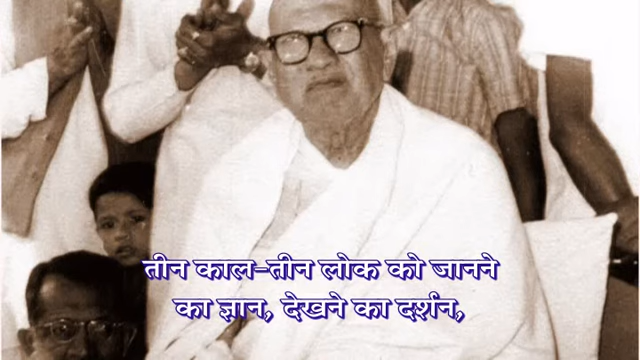 तीन काल-तीन लोक को जानने
का ज्ञान, देखने का दर्शन,